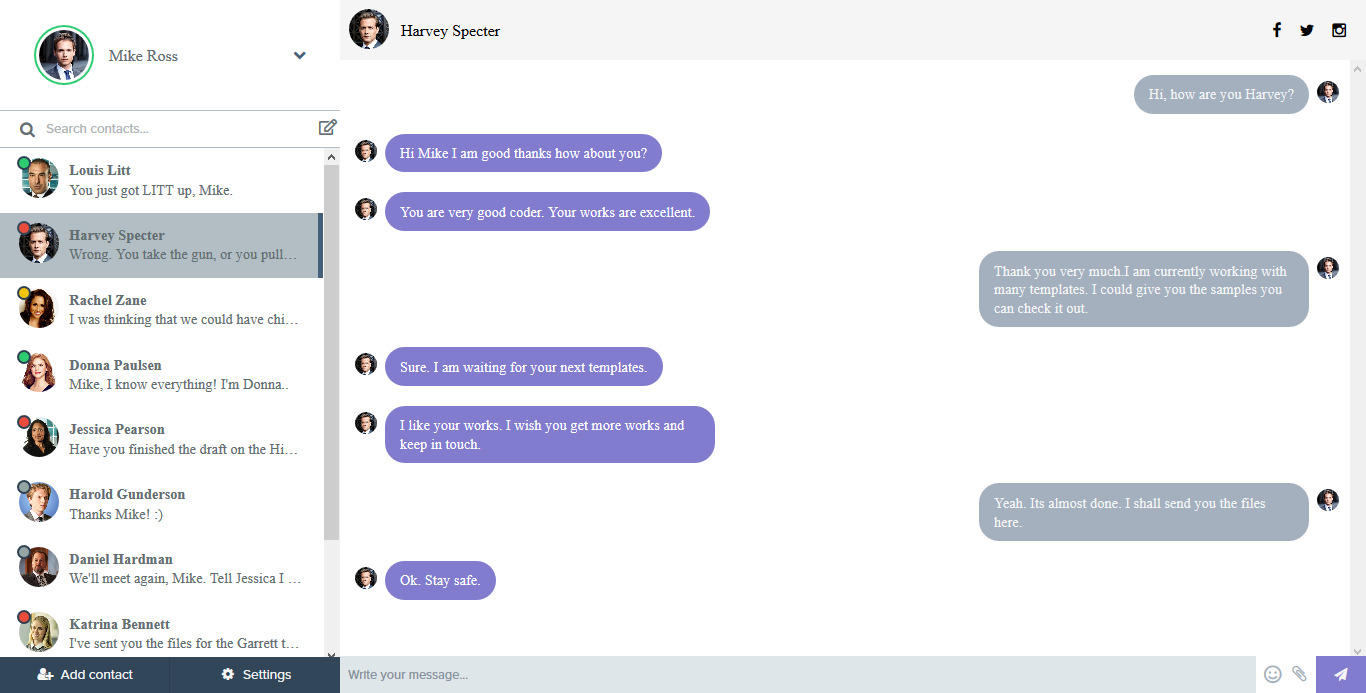 Mike Ross
Search contacts...
Louis Litt
You just got LITT up, Mike.
Harvey Specter
Wrong. You take the gun, or you pull…
Rachel Zane
I was thinking that we could have chi…
Donna Paulsen
Mike, I know everything! I'm Donna..
Jessica Pearson
Have you finished the draft on the Hi…
Harold Gunderson
Thanks Mike! :)
Daniel Hardman
We'll meet again, Mike. Tell Jessica I …
Katrina Bennett
I've sent you the files for the Garrett t…
Add contact
Settings
Harvey Specter
Hi, how are you Harvey?
Hi Mike I am good thanks how about you?
You are very good coder. Your works are excellent.
Thank you very much.I am currently working with
many templates. I could give you the samples you
can check it out.
Sure. I am waiting for your next templates.
I like your works. I wish you get more works and
keep in touch.
Yeah. Its almost done. I shall send you the files
here.
Ok. Stay safe.
Write your message...